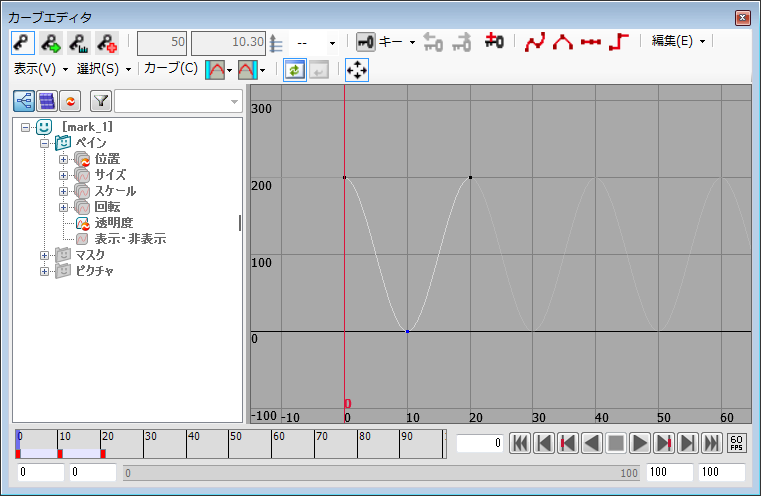 カーブエディタ
50 10.30 -- キー 編集(E)
表示(V) 選択(S) カーブ(C)
[mark_1]
ペイン
位置
サイズ
スケール
回転
透明度
表示・非表示
マスク
ピクチャ
300
200
100
0
-100
-10 0 10 20 30 40 50 60
0
0 10 20 30 40 50 60 70 80 90
0
60 FPS
0 0 0 100 100 100